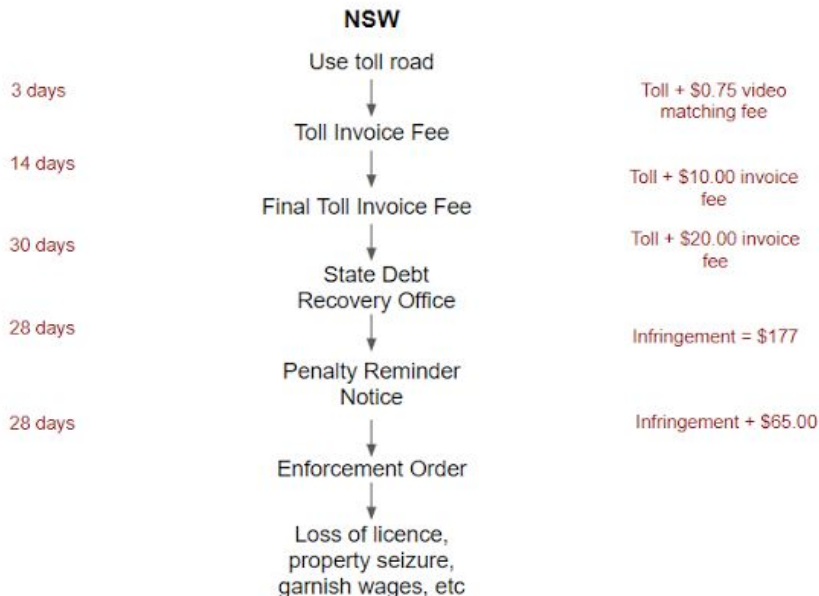 NSW
Use toll road
3 days
Toll + $0.75 video
matching fee
Toll Invoice Fee
14 days
Toll + $10.00 invoice
fee
Final Toll Invoice Fee
30 days
Toll + $20.00 invoice
fee
State Debt
Recovery Office
28 days
Infringement = $177
Penalty Reminder
Notice
28 days
Infringement + $65.00
Enforcement Order
Loss of licence,
property seizure,
garnish wages, etc